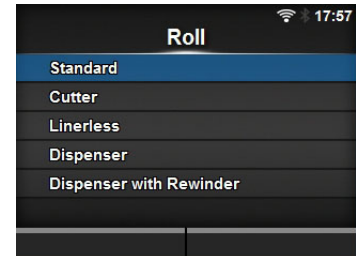 17:57
Roll
Standard
Cutter
Linerless
Dispenser
Dispenser with Rewinder